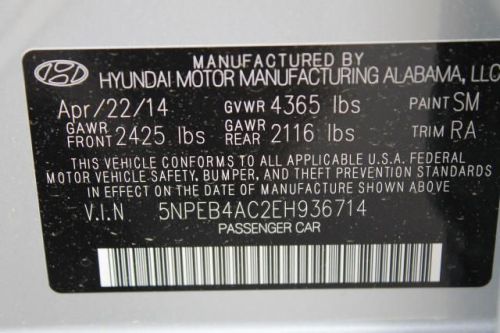 MANUFACTURED BY
HYUNDAI MOTOR MANUFACTURING ALABAMA, LLC
Apr/22/14 GVWR 4365 lbs PAINT SM
GAWR FRONT 2425 lbs GAWR REAR 2116 lbs TRIM RA
THIS VEHICLE CONFORMS TO ALL APPLICABLE U.S.A. FEDERAL
MOTOR VEHICLE SAFETY, BUMPER, AND THEFT PREVENTION STANDARDS
IN EFFECT ON THE DATE OF MANUFACTURE SHOWN ABOVE
V.I.N 5NPEB4AC2EH936714
PASSENGER CAR